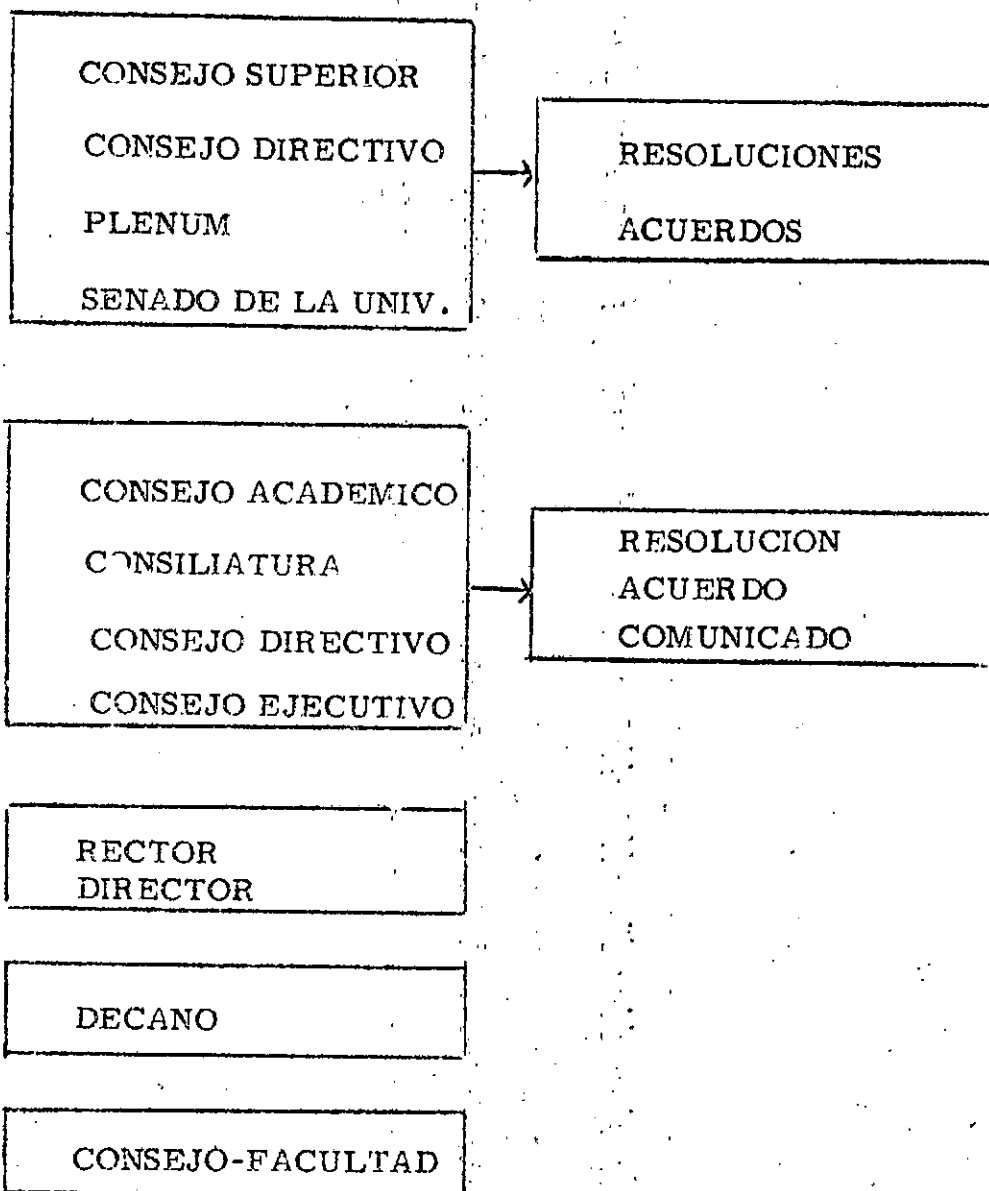 CONSEJO SUPERIOR
CONSEJO DIRECTIVO
PLENUM
SENADO DE LA UNIV.
RESOLUCIONES
ACUERDOS
CONSEJO ACADEMICO
CONSILIATURA
CONSEJO DIRECTIVO
CONSEJO EJECUTIVO
RESOLUCION
ACUERDO
COMUNICADO
RECTOR
DIRECTOR
DECANO
CONSEJO-FACULTAD